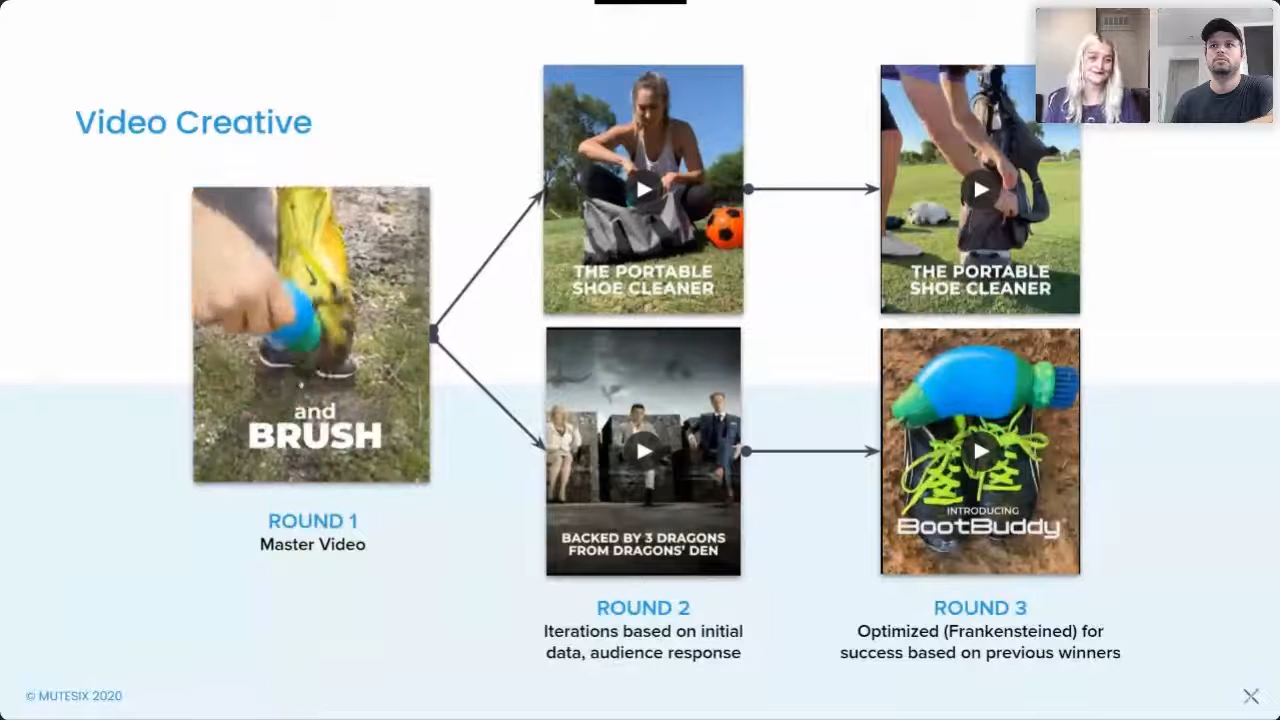 Video Creative
and
BRUSH
ROUND 1
Master Video
THE PORTABLE
SHOE CLEANER
BACKED BY 3 DRAGONS
FROM DRAGONS' DEN
ROUND 2
Iterations based on initial
data, audience response
THE PORTABLE
SHOE CLEANER
INTRODUCING
BootBuddy
ROUND 3
Optimized (Frankensteined) for
success based on previous winners
© MUTESIX 2020